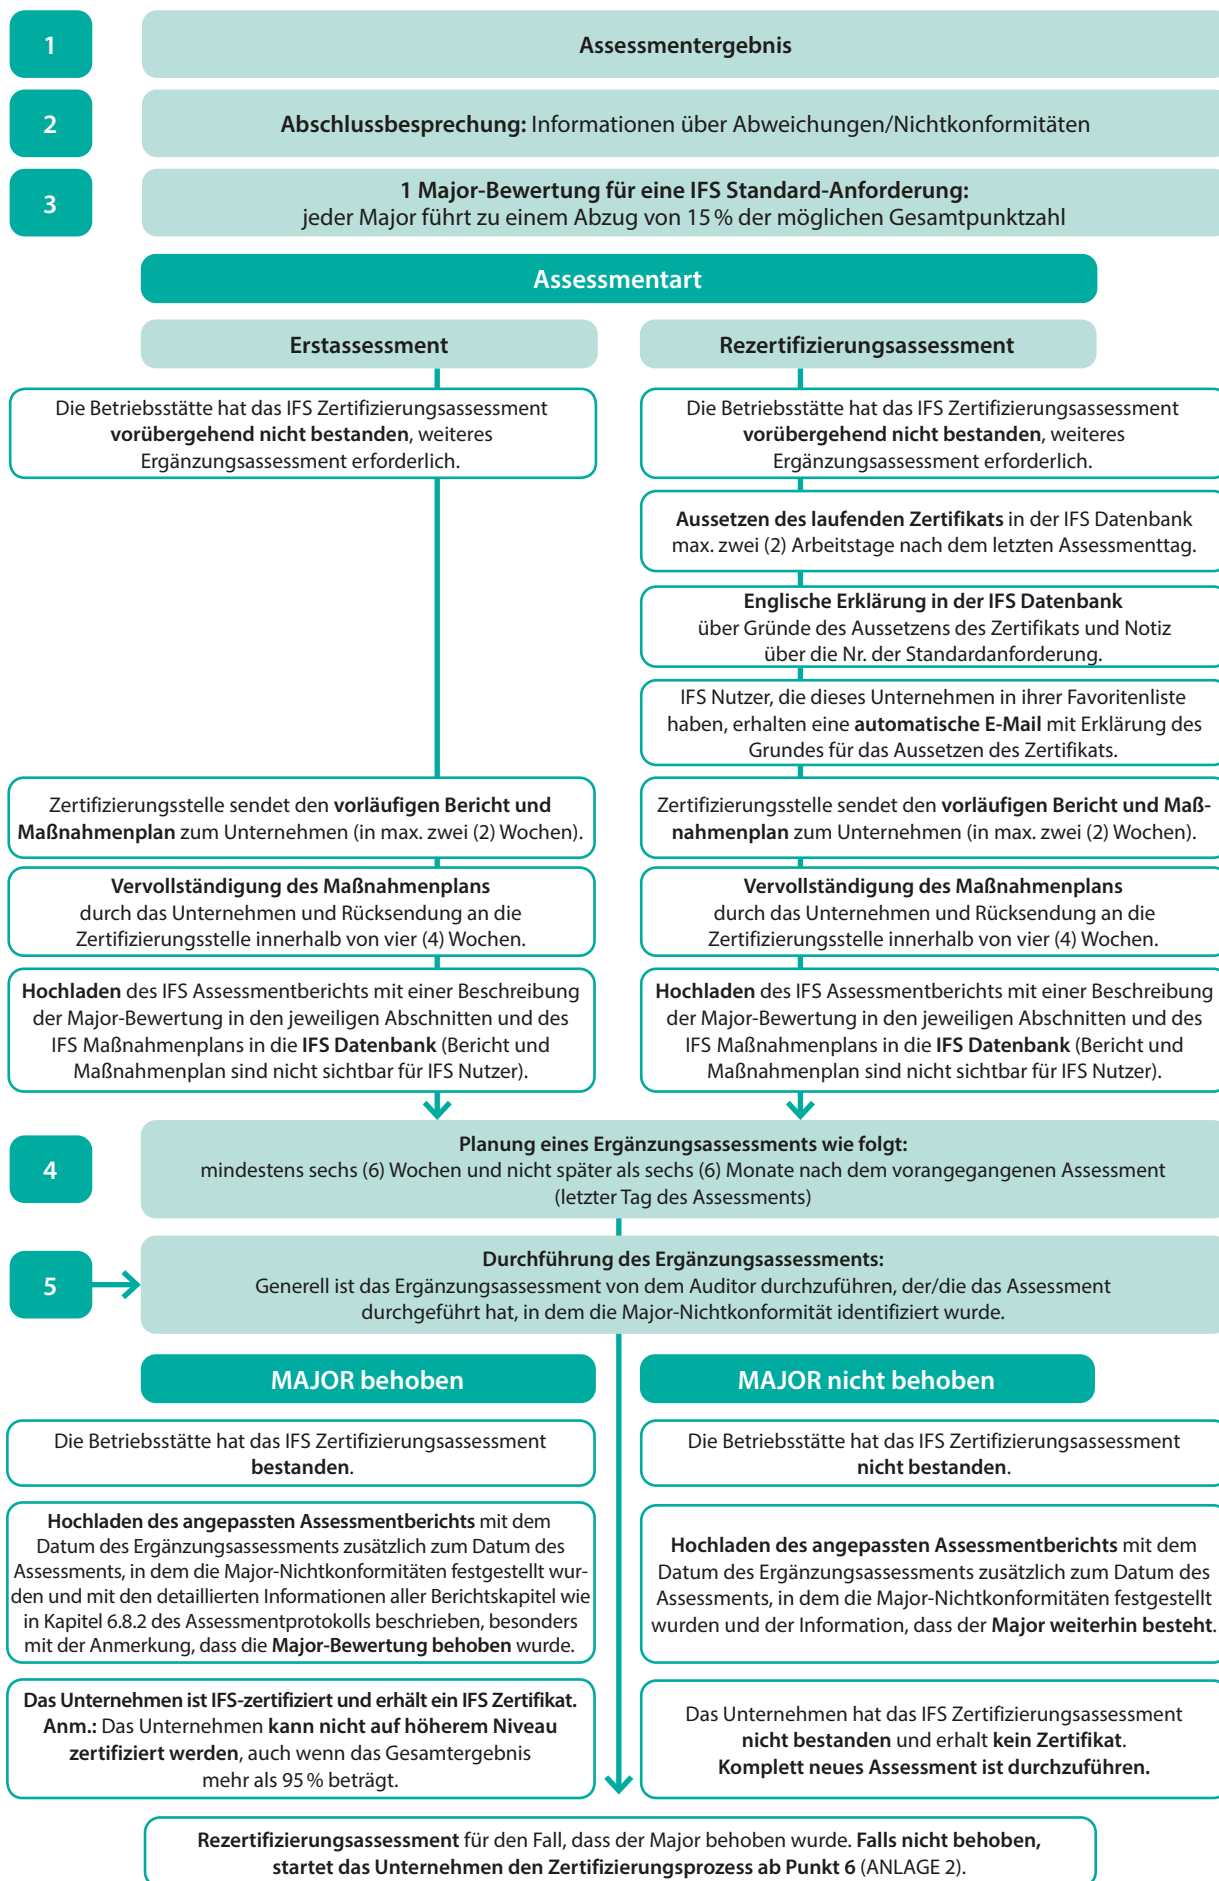 1
Assessmentergebnis
2
Abschlussbesprechung: Informationen über Abweichungen/Nichtkonformitäten
3
1 Major-Bewertung für eine IFS Standard-Anforderung:
jeder Major führt zu einem Abzug von 15 % der möglichen Gesamtpunktzahl
Assessmentart
Erstassessment
Die Betriebsstätte hat das IFS Zertifizierungsassessment
vorübergehend nicht bestanden, weiteres
Ergänzungsassessment erforderlich.
Zertifizierungsstelle sendet den vorläufigen Bericht und
Maßnahmenplan zum Unternehmen (in max. zwei (2) Wochen).
Vervollständigung des Maßnahmenplans
durch das Unternehmen und Rücksendung an die
Zertifizierungsstelle innerhalb von vier (4) Wochen.
Hochladen des IFS Assessmentberichts mit einer Beschreibung
der Major-Bewertung in den jeweiligen Abschnitten und des
IFS Maßnahmenplans in die IFS Datenbank (Bericht und
Maßnahmenplan sind nicht sichtbar für IFS Nutzer).
Rezertifizierungsassessment
Die Betriebsstätte hat das IFS Zertifizierungsassessment
vorübergehend nicht bestanden, weiteres
Ergänzungsassessment erforderlich.
Aussetzen des laufenden Zertifikats in der IFS Datenbank
max. zwei (2) Arbeitstage nach dem letzten Assessmenttag.
Englische Erklärung in der IFS Datenbank
über Gründe des Aussetzens des Zertifikats und Notiz
über die Nr. der Standardanforderung.
IFS Nutzer, die dieses Unternehmen in ihrer Favoritenliste
haben, erhalten eine automatische E-Mail mit Erklärung des
Grundes für das Aussetzen des Zertifikats.
Zertifizierungsstelle sendet den vorläufigen Bericht und Maß-
nahmenplan zum Unternehmen (in max. zwei (2) Wochen).
Vervollständigung des Maßnahmenplans
durch das Unternehmen und Rücksendung an die
Zertifizierungsstelle innerhalb von vier (4) Wochen.
Hochladen des IFS Assessmentberichts mit einer Beschreibung
der Major-Bewertung in den jeweiligen Abschnitten und des
IFS Maßnahmenplans in die IFS Datenbank (Bericht und
Maßnahmenplan sind nicht sichtbar für IFS Nutzer).
4
Planung eines Ergänzungsassessments wie folgt:
mindestens sechs (6) Wochen und nicht später als sechs (6) Monate nach dem vorangegangenen Assessment
(letzter Tag des Assessments)
5
Durchführung des Ergänzungsassessments:
Generell ist das Ergänzungsassessment von dem Auditor durchzuführen, der/die das Assessment
durchgeführt hat, in dem die Major-Nichtkonformität identifiziert wurde.
MAJOR behoben
Die Betriebsstätte hat das IFS Zertifizierungsassessment
bestanden.
Hochladen des angepassten Assessmentberichts mit dem
Datum des Ergänzungsassessments zusätzlich zum Datum des
Assessments, in dem die Major-Nichtkonformitäten festgestellt wur-
den und mit den detaillierten Informationen aller Berichtskapitel wie
in Kapitel 6.8.2 des Assessmentprotokolls beschrieben, besonders
mit der Anmerkung, dass die Major-Bewertung behoben wurde.
Das Unternehmen ist IFS-zertifiziert und erhält ein IFS Zertifikat.
Anm.: Das Unternehmen kann nicht auf höherem Niveau
zertifiziert werden, auch wenn das Gesamtergebnis
mehr als 95 % beträgt.
MAJOR nicht behoben
Die Betriebsstätte hat das IFS Zertifizierungsassessment
nicht bestanden.
Hochladen des angepassten Assessmentberichts mit dem
Datum des Ergänzungsassessments zusätzlich zum Datum des
Assessments, in dem die Major-Nichtkonformitäten festgestellt
wurden und der Information, dass der Major weiterhin besteht.
Das Unternehmen hat das IFS Zertifizierungsassessment
nicht bestanden und erhalt kein Zertifikat.
Komplett neues Assessment ist durchzuführen.
Rezertifizierungsassessment für den Fall, dass der Major behoben wurde. Falls nicht behoben,
startet das Unternehmen den Zertifizierungsprozess ab Punkt 6 (ANLAGE 2).